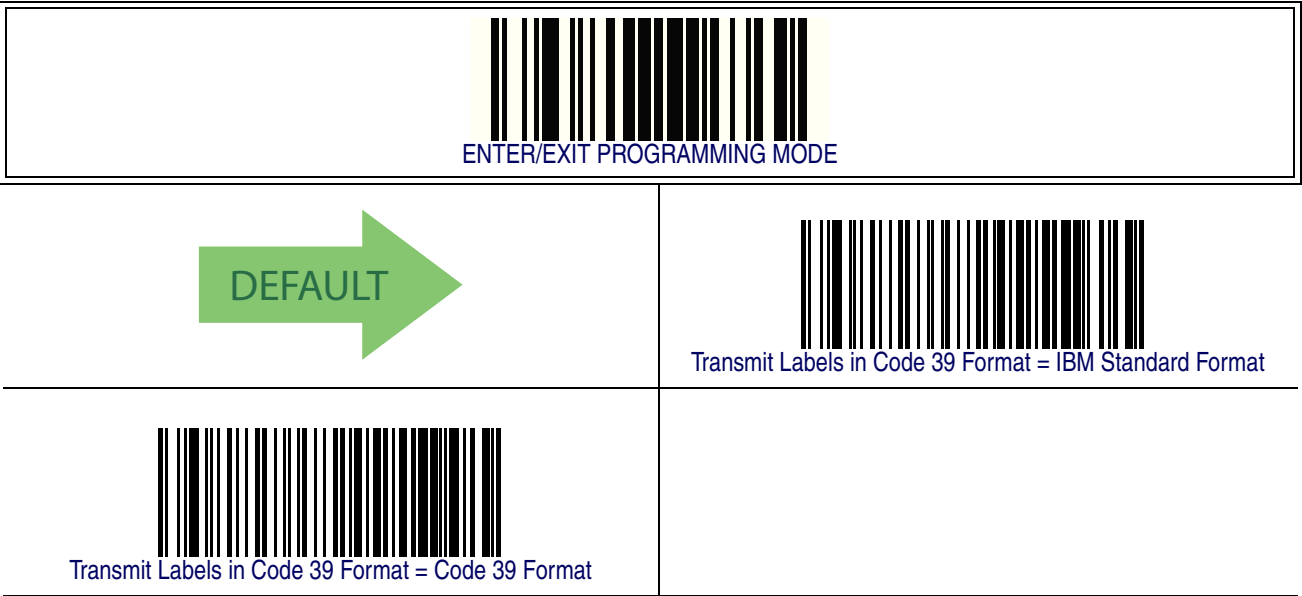 ENTER/EXIT PROGRAMMING MODE
DEFAULT
Transmit Labels in Code 39 Format = IBM Standard Format
Transmit Labels in Code 39 Format = Code 39 Format